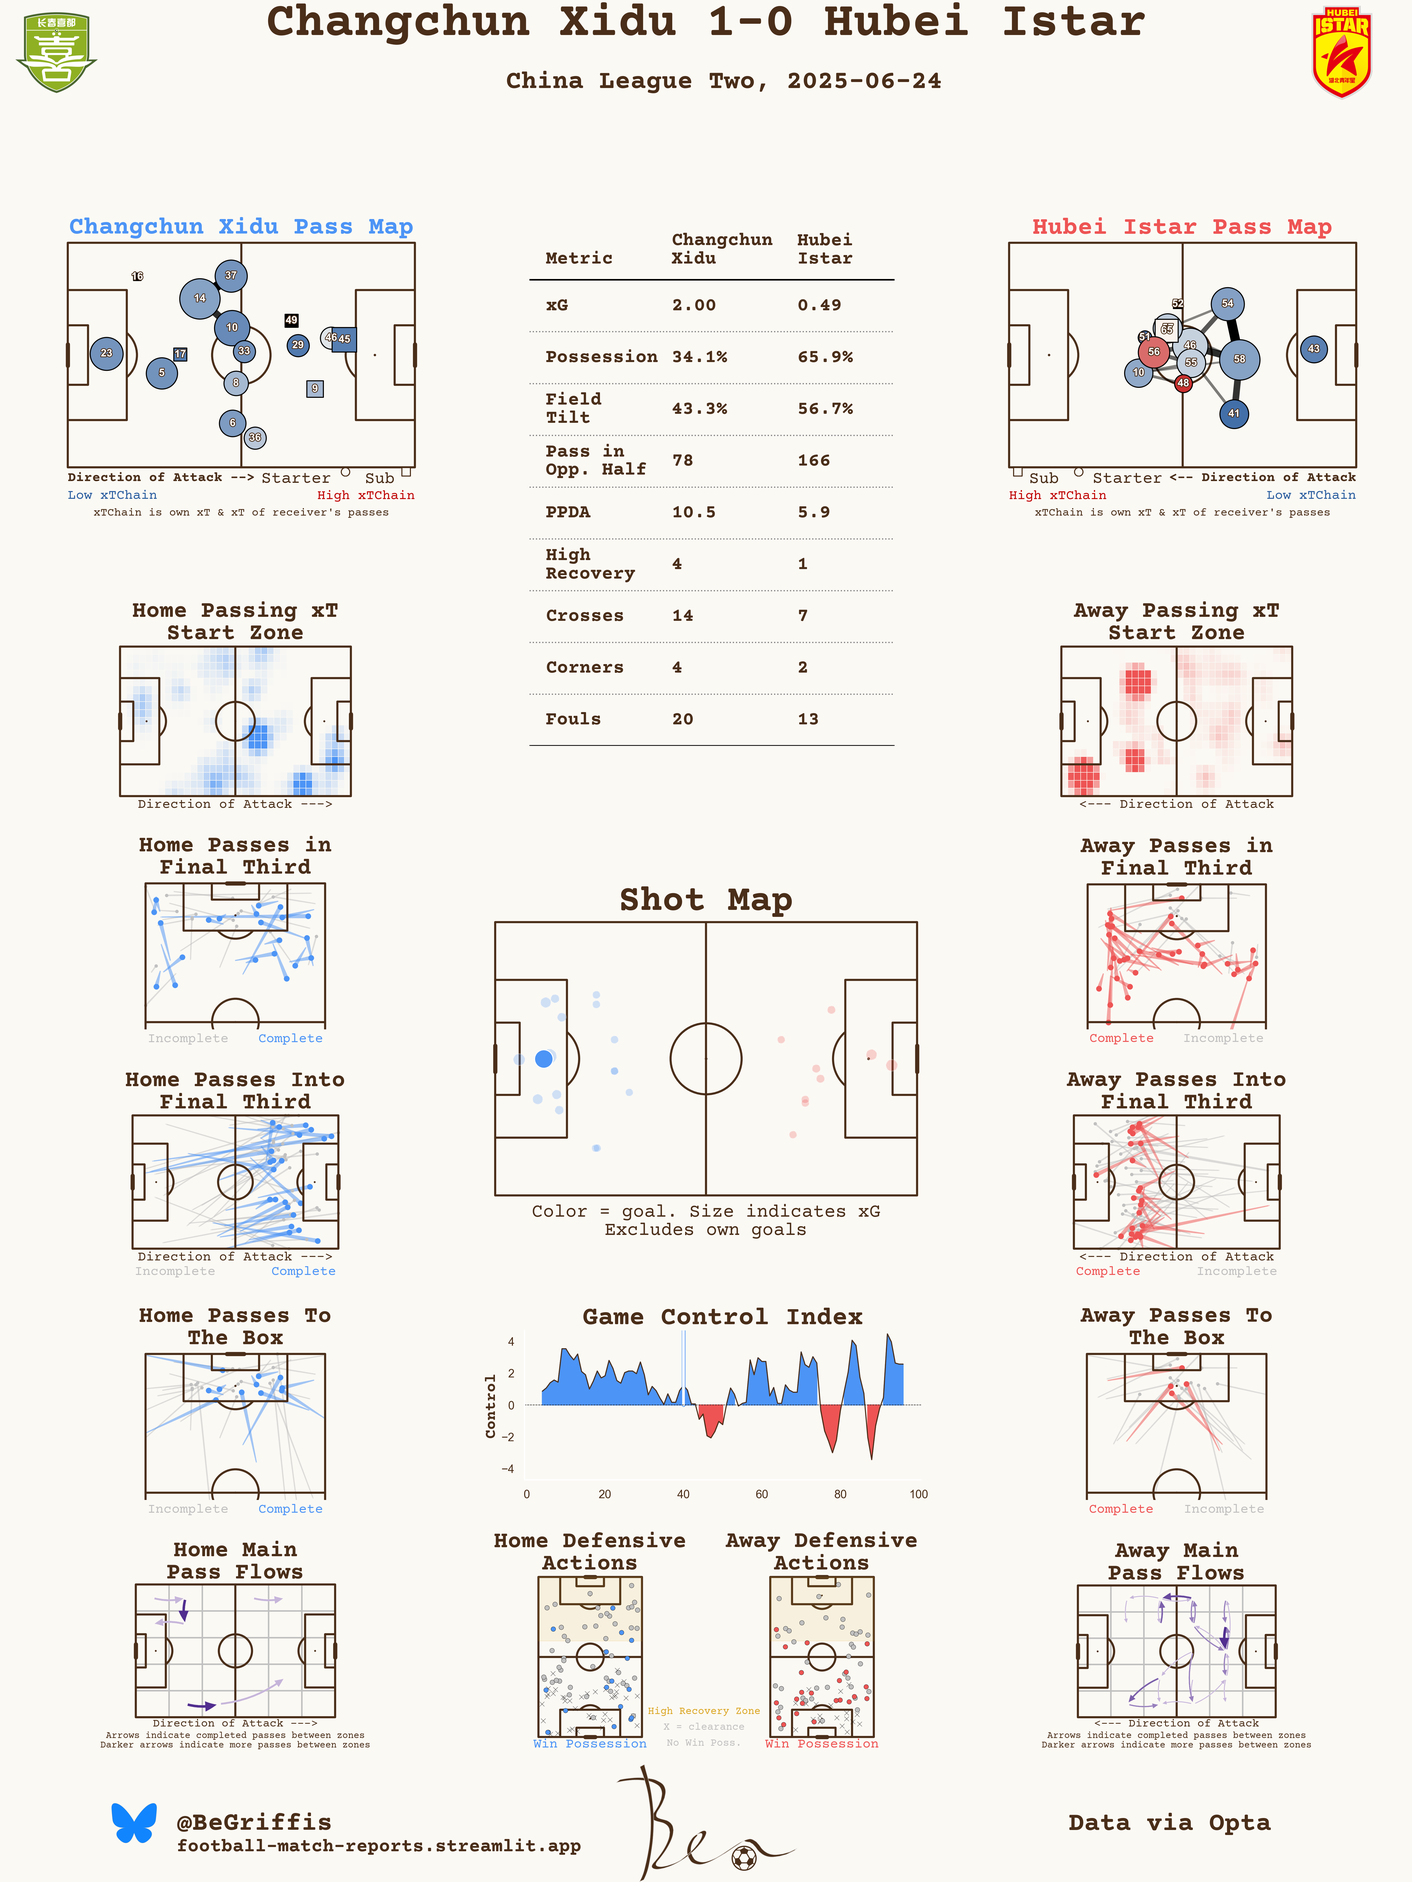 Changchun Xidu 1-0 Hubei Istar
China League Two, 2025-06-24
长春喜都
喜
HUBEI
ISTAR
湖北青年星
Changchun Xidu Pass Map
16
37
14
10
49
46
45
23
17
33
29
5
8
9
6
36
Direction of Attack --> Starter Sub
Low xTChain High xTChain
xTChain is own xT & xT of receiver's passes
Metric Changchun Xidu Hubei Istar
xG 2.00 0.49
Possession 34.1% 65.9%
Field Tilt 43.3% 56.7%
Pass in Opp. Half 78 166
PPDA 10.5 5.9
High Recovery 4 1
Crosses 14 7
Corners 4 2
Fouls 20 13
Hubei Istar Pass Map
52
54
65
51
46
43
56
58
55
10
48
41
Sub Starter <-- Direction of Attack
High xTChain Low xTChain
xTChain is own xT & xT of receiver's passes
Home Passing xT
Start Zone
Direction of Attack --->
Away Passing xT
Start Zone
<--- Direction of Attack
Home Passes in
Final Third
Incomplete Complete
Away Passes in
Final Third
Complete Incomplete
Shot Map
Color = goal. Size indicates xG
Excludes own goals
Home Passes Into
Final Third
Direction of Attack --->
Incomplete Complete
Away Passes Into
Final Third
<--- Direction of Attack
Complete Incomplete
Home Passes To
The Box
Incomplete Complete
Game Control Index
Control
4
2
0
−2
−4
0 20 40 60 80 100
Away Passes To
The Box
Complete Incomplete
Home Main
Pass Flows
Direction of Attack --->
Arrows indicate completed passes between zones
Darker arrows indicate more passes between zones
Home Defensive
Actions
Win Possession
High Recovery Zone
X = clearance
No Win Poss.
Away Defensive
Actions
Win Possession
Away Main
Pass Flows
<--- Direction of Attack
Arrows indicate completed passes between zones
Darker arrows indicate more passes between zones
@BeGriffis
football-match-reports.streamlit.app
Ben
Data via Opta